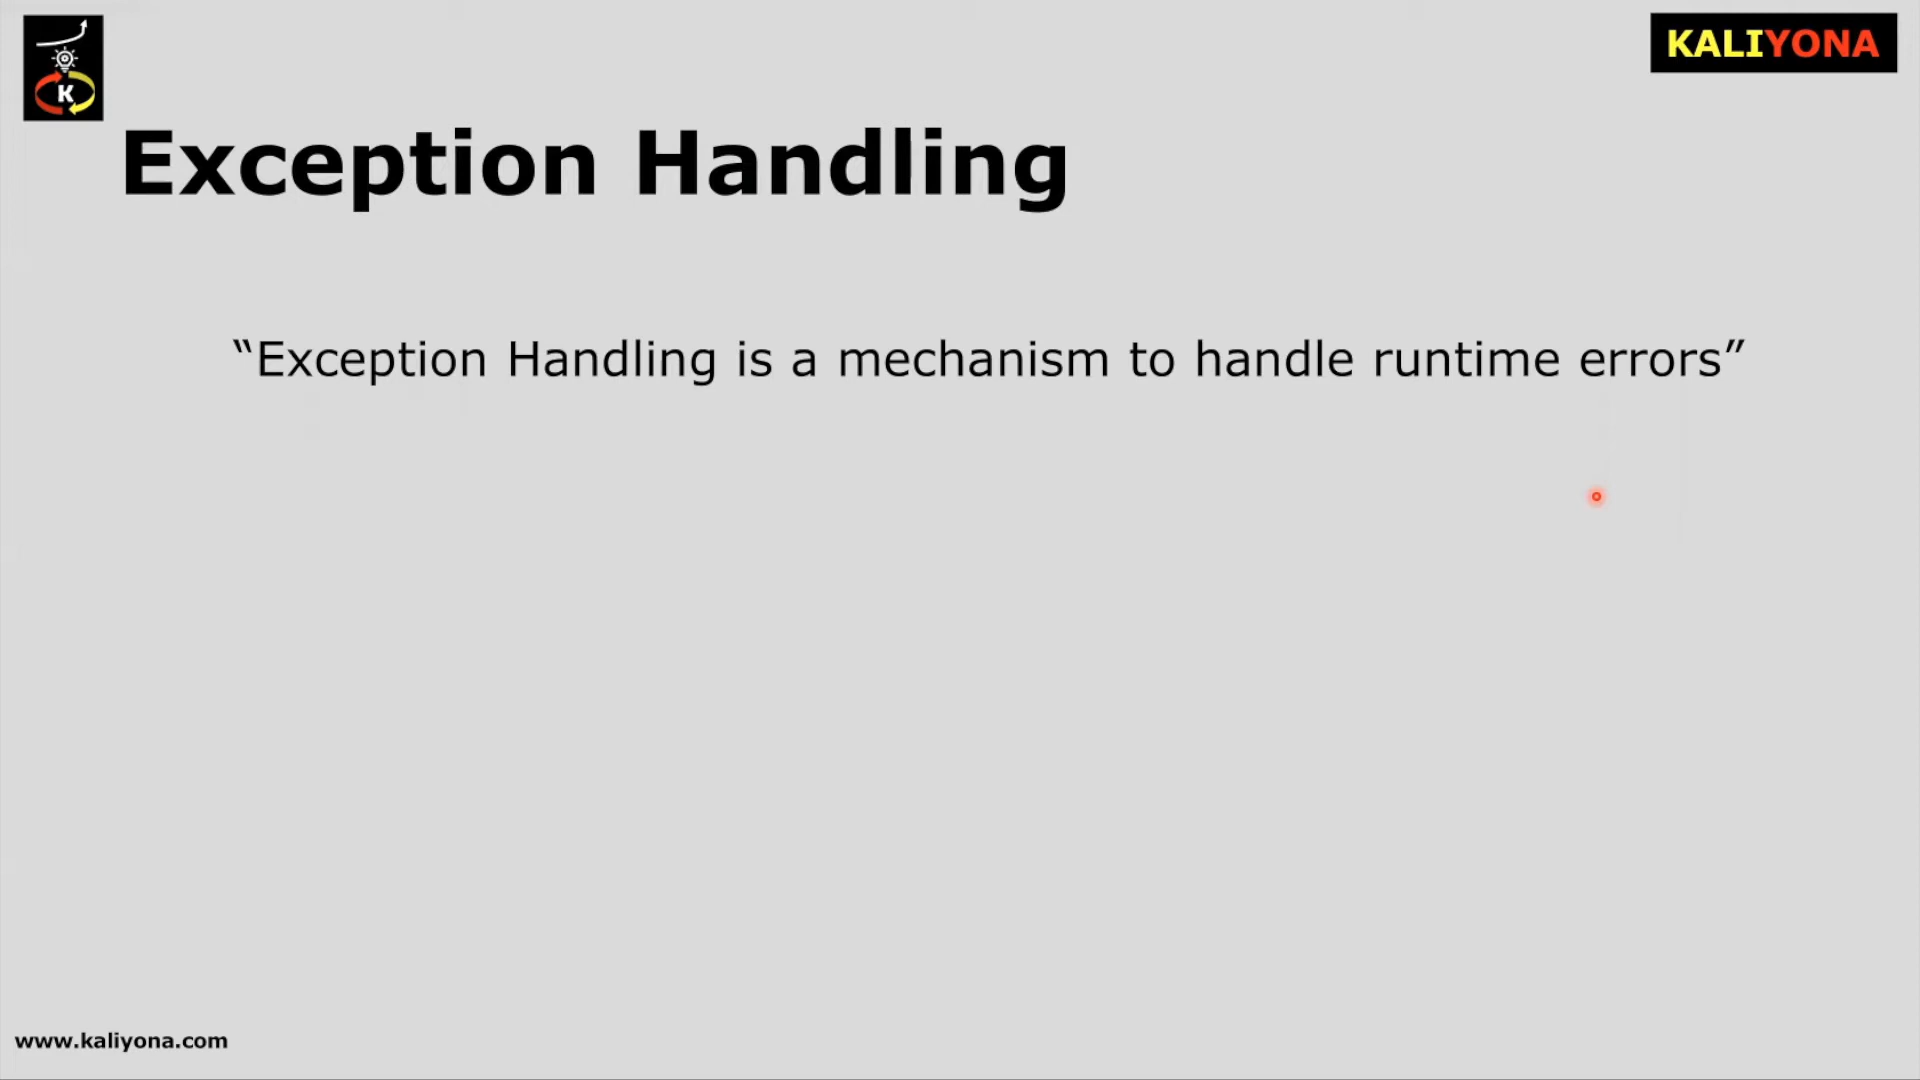 K
KALIYONA
Exception Handling
“Exception Handling is a mechanism to handle runtime errors”
www.kaliyona.com